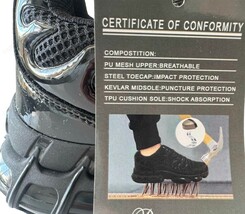 CERTIFICATE OF CONFORMITY
COMPOSTITION:
PU MESH UPPER:BREATHABLE
STEEL TOECAP:IMPACT PROTECTION
KEVLAR MIDSOLE:PUNCTURE PROTECTION
TPU CUSHION SOLE:SHOCK ABSORPTION